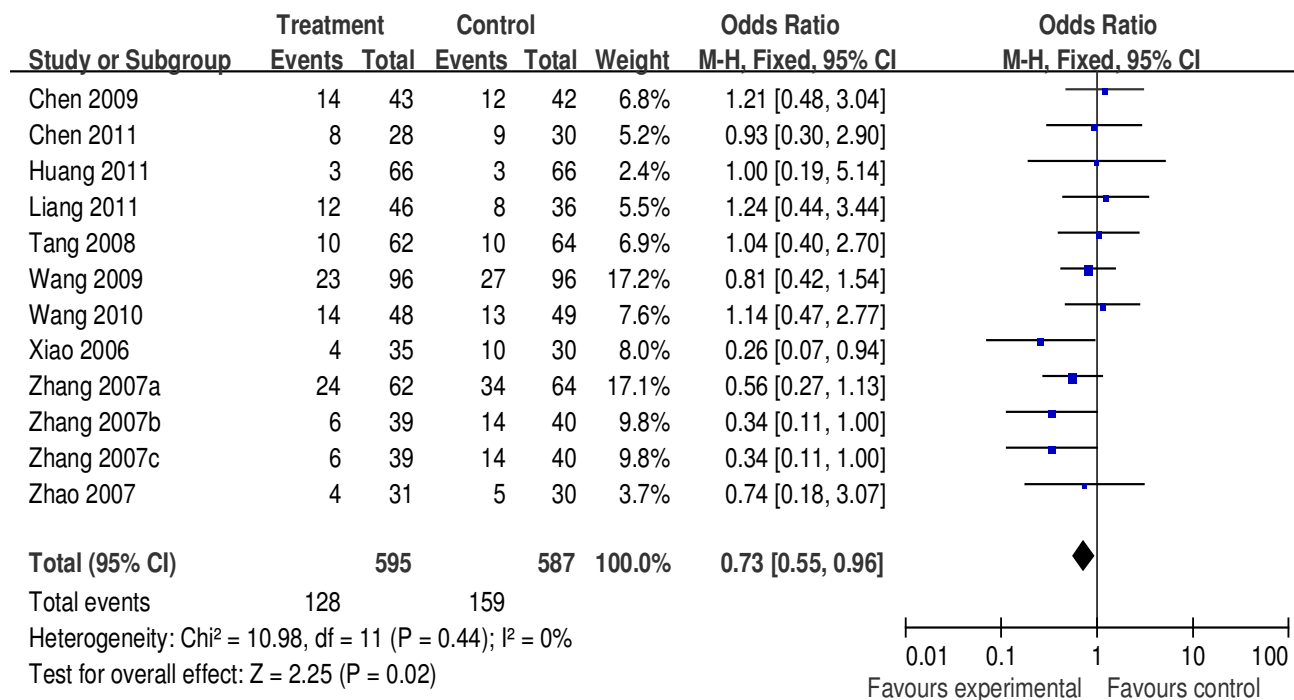 Treatment Control Odds Ratio Odds Ratio
Study or Subgroup Events Total Events Total Weight M-H, Fixed, 95% CI M-H, Fixed, 95% CI
Chen 2009 14 43 12 42 6.8% 1.21 [0.48, 3.04]
Chen 2011 8 28 9 30 5.2% 0.93 [0.30, 2.90]
Huang 2011 3 66 3 66 2.4% 1.00 [0.19, 5.14]
Liang 2011 12 46 8 36 5.5% 1.24 [0.44, 3.44]
Tang 2008 10 62 10 64 6.9% 1.04 [0.40, 2.70]
Wang 2009 23 96 27 96 17.2% 0.81 [0.42, 1.54]
Wang 2010 14 48 13 49 7.6% 1.14 [0.47, 2.77]
Xiao 2006 4 35 10 30 8.0% 0.26 [0.07, 0.94]
Zhang 2007a 24 62 34 64 17.1% 0.56 [0.27, 1.13]
Zhang 2007b 6 39 14 40 9.8% 0.34 [0.11, 1.00]
Zhang 2007c 6 39 14 40 9.8% 0.34 [0.11, 1.00]
Zhao 2007 4 31 5 30 3.7% 0.74 [0.18, 3.07]
Total (95% CI) 595 587 100.0% 0.73 [0.55, 0.96]
Total events 128 159
Heterogeneity: Chi² = 10.98, df = 11 (P = 0.44); I² = 0%
Test for overall effect: Z = 2.25 (P = 0.02)
0.01 0.1 1 10 100
Favours experimental Favours control